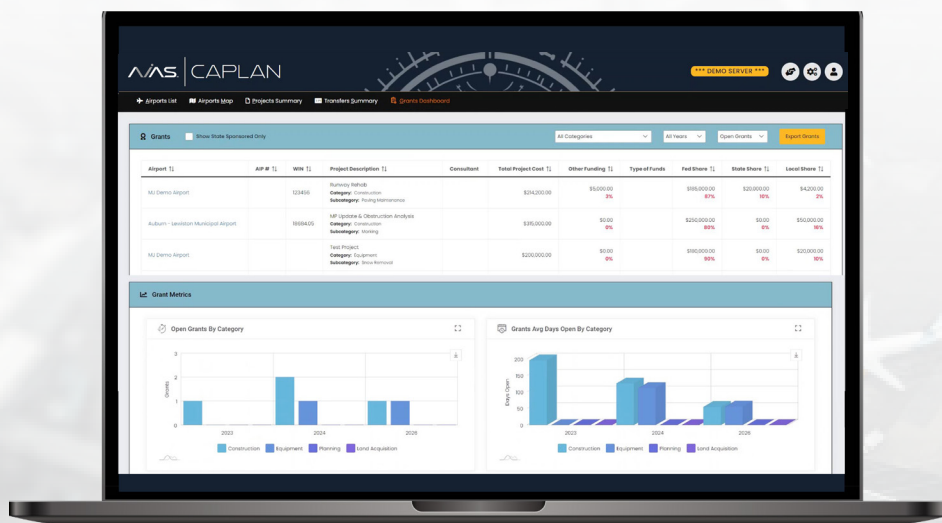 NAS. CAPLAN
*** DEMO SERVER ***
Airports List Airports Map Projects Summary Transfers Summary Grants Dashboard
Grants Show State Sponsored Only All Categories All Years Open Grants Export Grants
Airport AIP # WIN Project Description Consultant Total Project Cost Other Funding Type of Funds Fed Share State Share Local Share
Runway Rehab
MJ Demo Airport 123456 Category: Construction $214,200.00 $5,000.00 $185,000.00 $20,000.00 $4,200.00
Subcategory: Paving Maintenance 3% 87% 10% 2%
MP Update & Obstruction Analysis
Auburn - Lewiston Municipal Airport Category: Construction $315,000.00 $0.00 $250,000.00 $0.00 $50,000.00
Subcategory: Marking 0% 80% 0% 16%
Test Project
MJ Demo Airport Category: Equipment $200,000.00 $0.00 $180,000.00 $0.00 $20,000.00
Subcategory: Snow Removal 0% 90% 0% 10%
Grant Metrics
Open Grants By Category Grants Avg Days Open By Category
3
2
1
0
Grants
2023 2024 2026
Construction Equipment Planning Land Acquisition
200
150
100
50
0
Days Open
2023 2024 2026
Construction Equipment Planning Land Acquisition